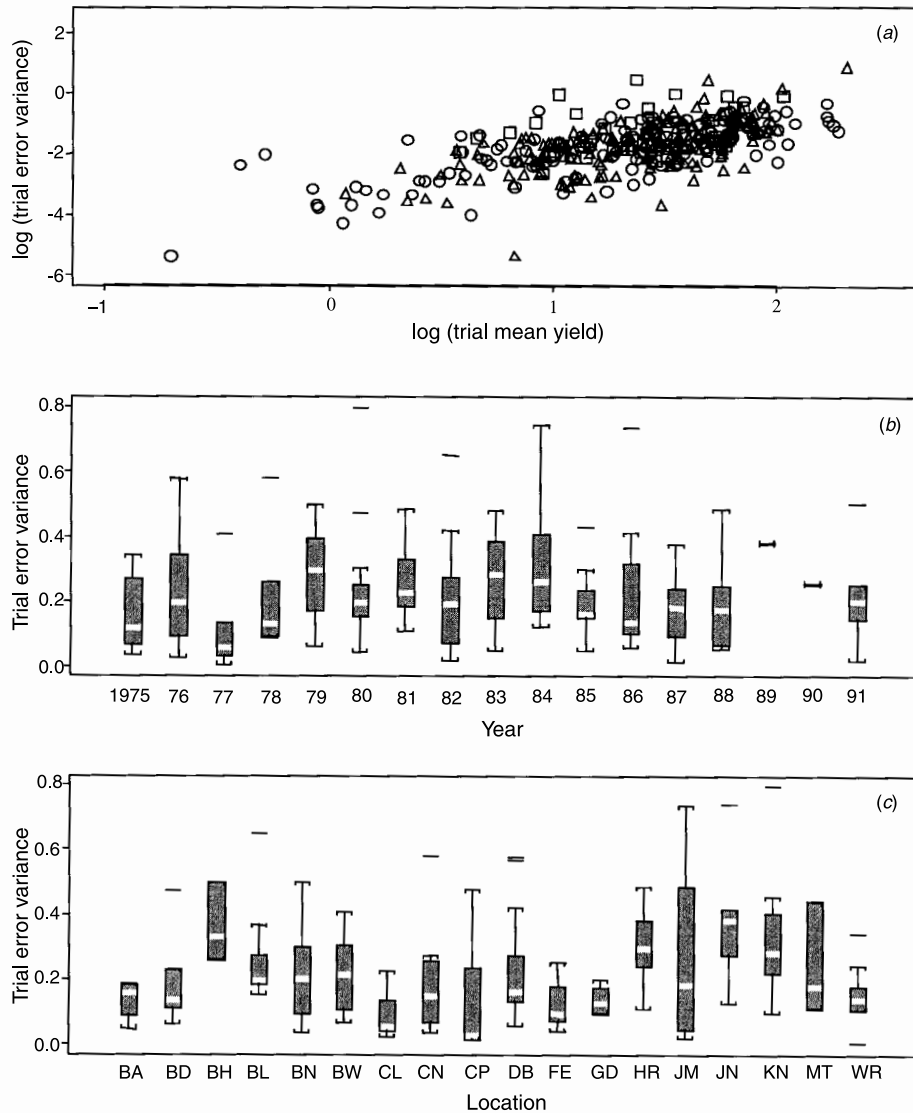 (a)
2
0
-2
-4
-6
log (trial error variance)
-1 0 1 2
log (trial mean yield)
(b)
0.8
0.6
0.4
0.2
0.0
Trial error variance
1975 76 77 78 79 80 81 82 83 84 85 86 87 88 89 90 91
Year
(c)
0.8
0.6
0.4
0.2
0.0
Trial error variance
BA BD BH BL BN BW CL CN CP DB FE GD HR JM JN KN MT WR
Location